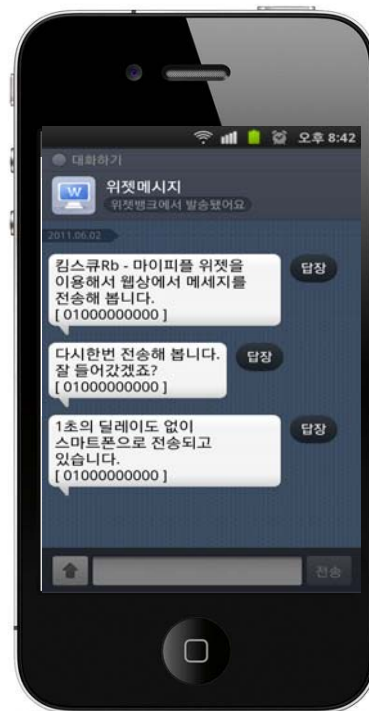 오후 8:42
대화하기
위젯메시지
위젯뱅크에서 발송됐어요
2011.06.02
킴스큐Rb - 마이피플 위젯을
이용해서 웹상에서 메세지를
전송해 봅니다.
[ 01000000000 ]
답장
다시한번 전송해 봅니다.
잘 들어갔겠죠?
[ 01000000000 ]
답장
1초의 딜레이도 없이
스마트폰으로 전송되고
있습니다.
[ 01000000000 ]
답장
전송